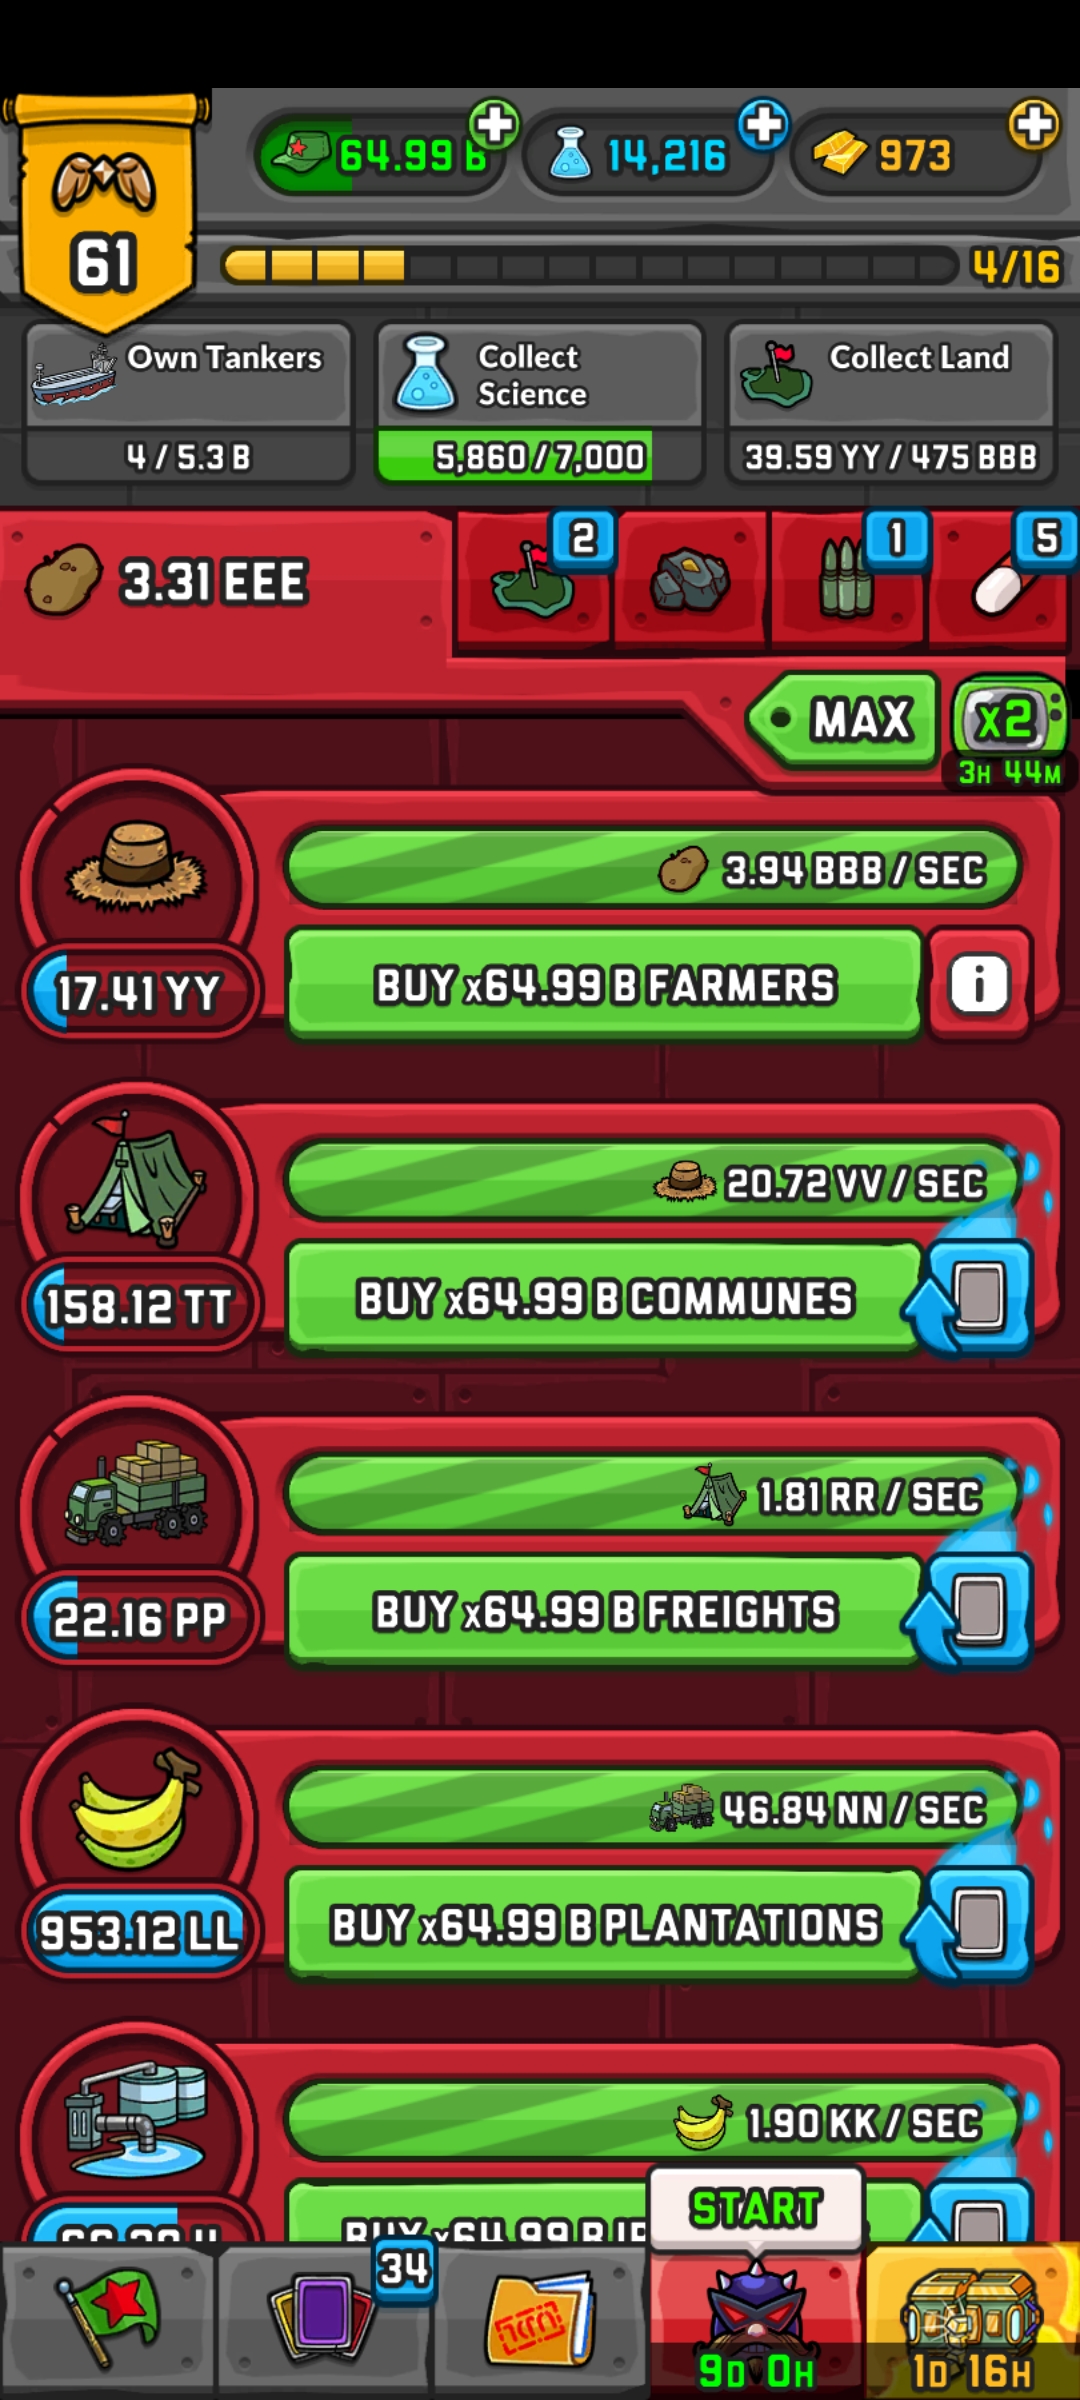 64.99 B
14,216
973
61
4/16
Own Tankers
4 / 5.3 B
Collect
Science
5,860 / 7,000
Collect Land
39.59 YY / 475 BBB
3.31 EEE
2
1
5
MAX
x2
3H 44M
3.94 BBB / SEC
17.41 YY
BUY x64.99 B FARMERS
i
20.72 VV / SEC
158.12 TT
BUY x64.99 B COMMUNES
1.81 RR / SEC
22.16 PP
BUY x64.99 B FREIGHTS
46.84 NN / SEC
953.12 LL
BUY x64.99 B PLANTATIONS
1.90 KK / SEC
BUY x64.99 B
START
34
9D 0H
1D 16H